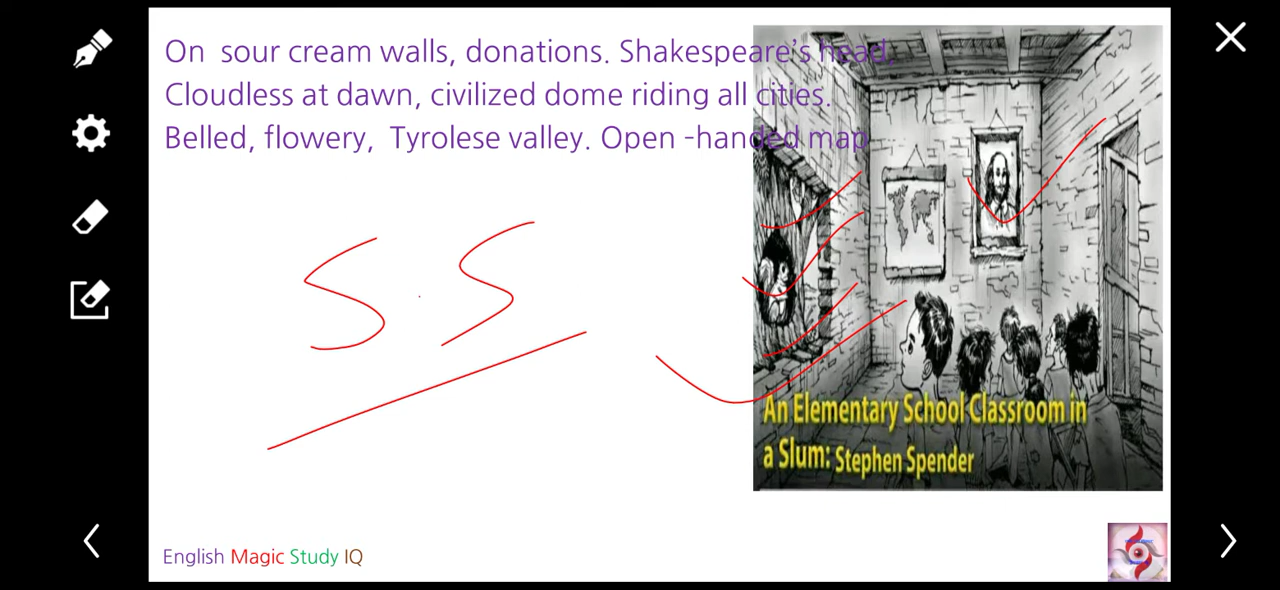 On sour cream walls, donations. Shakespeare's head.
Cloudless at dawn, civilized dome riding all cities.
Belled, flowery, Tyrolese valley. Open -handed map
S S
An Elementary School Classroom in
a Slum: Stephen Spender
English Magic Study IQ